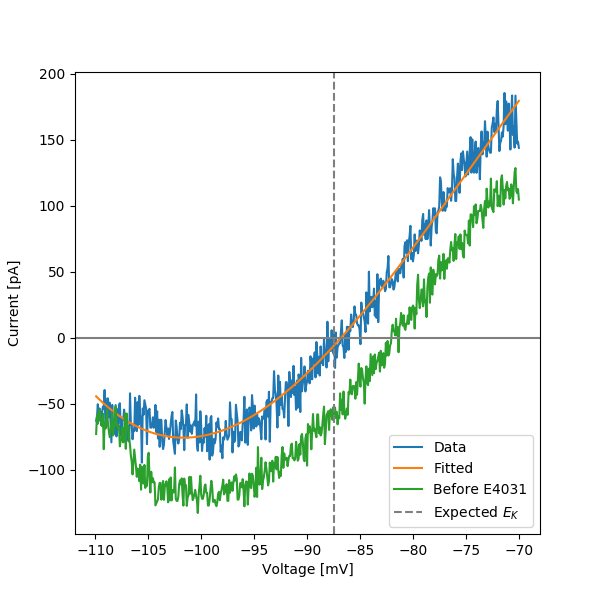 200
150
100
50
0
−50
−100
Current [pA]
−110
−105
−100
−95
−90
−85
−80
−75
−70
Voltage [mV]
Data
Fitted
Before E4031
Expected E_K